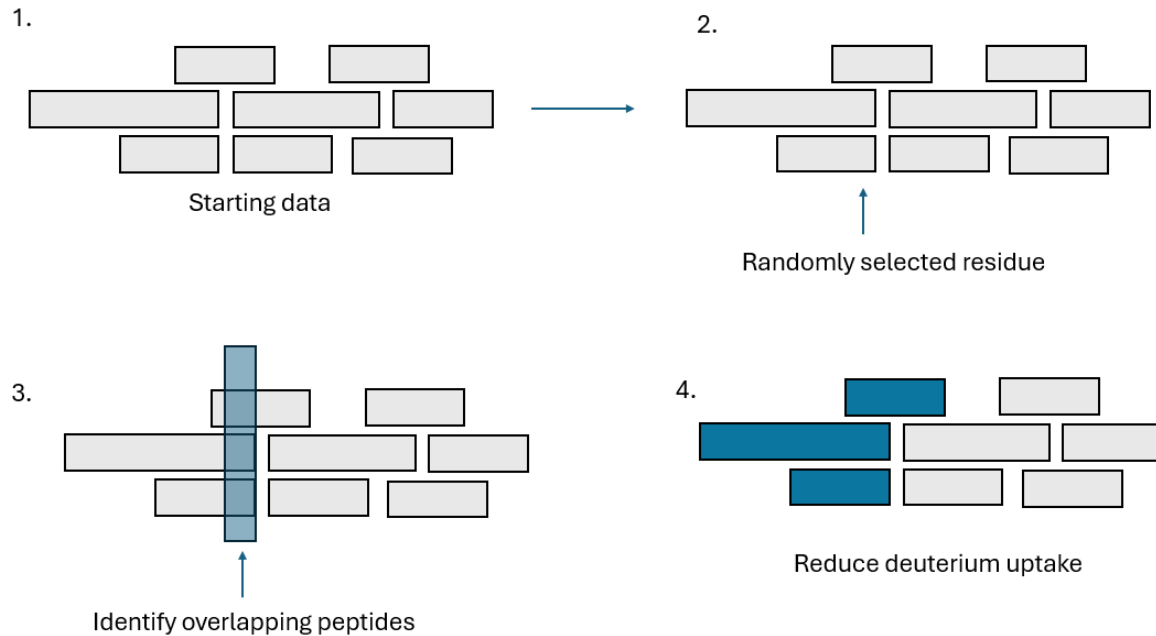 1.
Starting data
2.
Randomly selected residue
3.
Identify overlapping peptides
4.
Reduce deuterium uptake